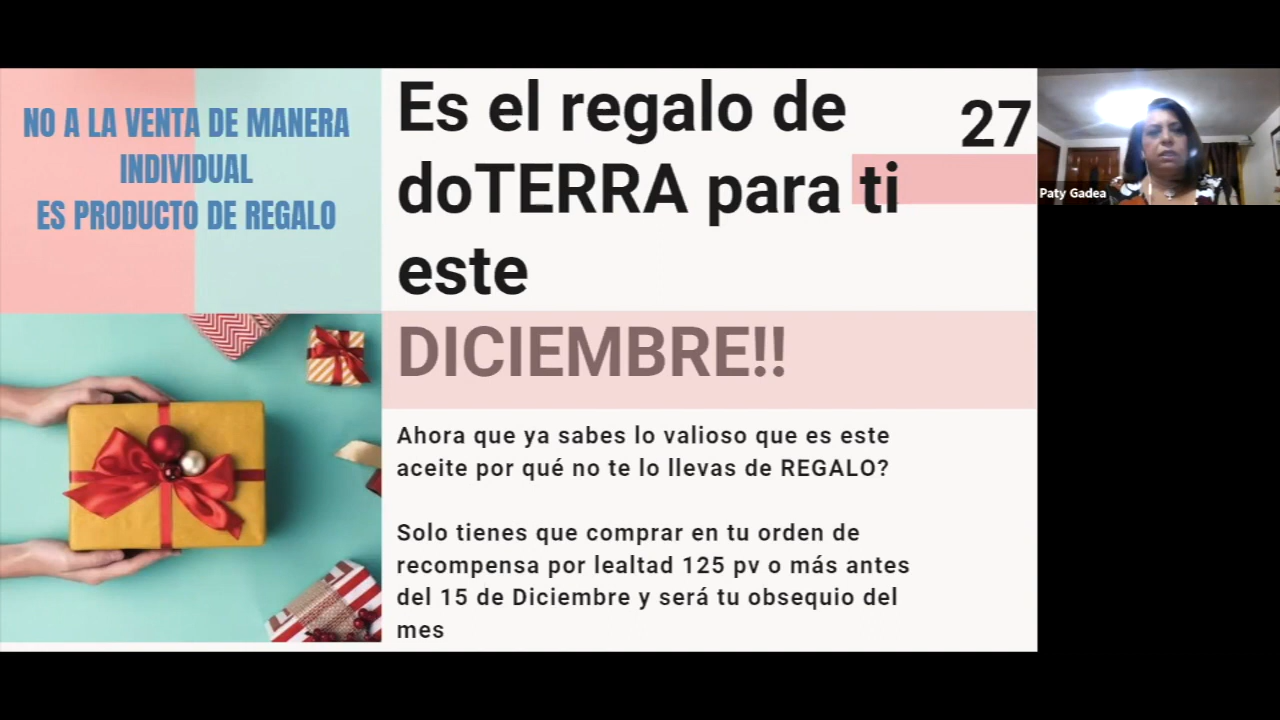 NO A LA VENTA DE MANERA
INDIVIDUAL
ES PRODUCTO DE REGALO
Es el regalo de
doTERRA para ti
este
DICIEMBRE!!
27
Ahora que ya sabes lo valioso que es este
aceite por qué no te lo llevas de REGALO?
Solo tienes que comprar en tu orden de
recompensa por lealtad 125 pv o más antes
del 15 de Diciembre y será tu obsequio del
mes
Paty Gadea